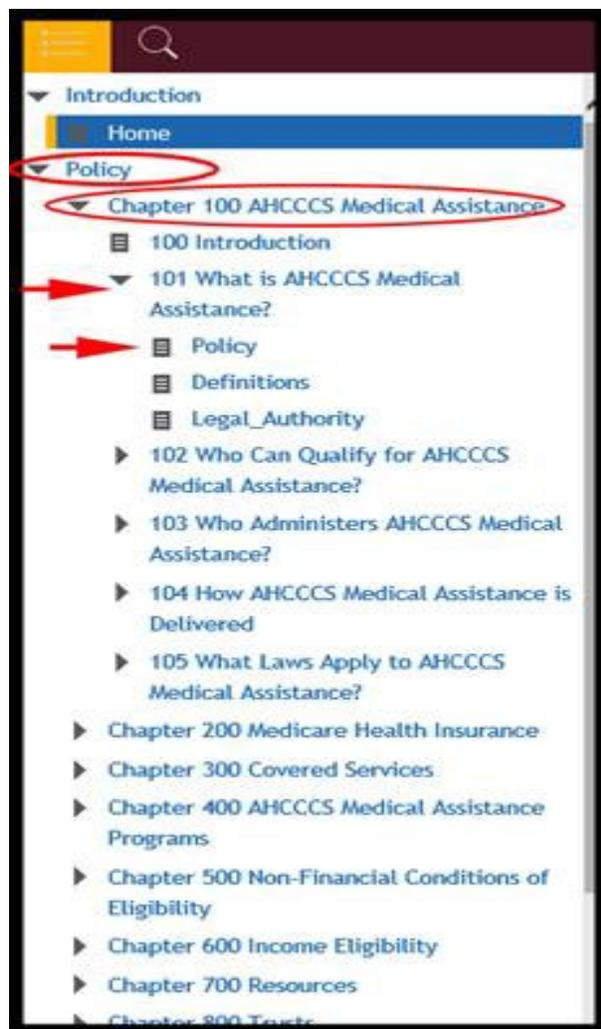 Introduction
Home
Policy
Chapter 100 AHCCCS Medical Assistance
100 Introduction
101 What is AHCCCS Medical
Assistance?
Policy
Definitions
Legal_Authority
102 Who Can Qualify for AHCCCS
Medical Assistance?
103 Who Administers AHCCCS Medical
Assistance?
104 How AHCCCS Medical Assistance is
Delivered
105 What Laws Apply to AHCCCS
Medical Assistance?
Chapter 200 Medicare Health Insurance
Chapter 300 Covered Services
Chapter 400 AHCCCS Medical Assistance
Programs
Chapter 500 Non-Financial Conditions of
Eligibility
Chapter 600 Income Eligibility
Chapter 700 Resources
Chapter 800 Trusts